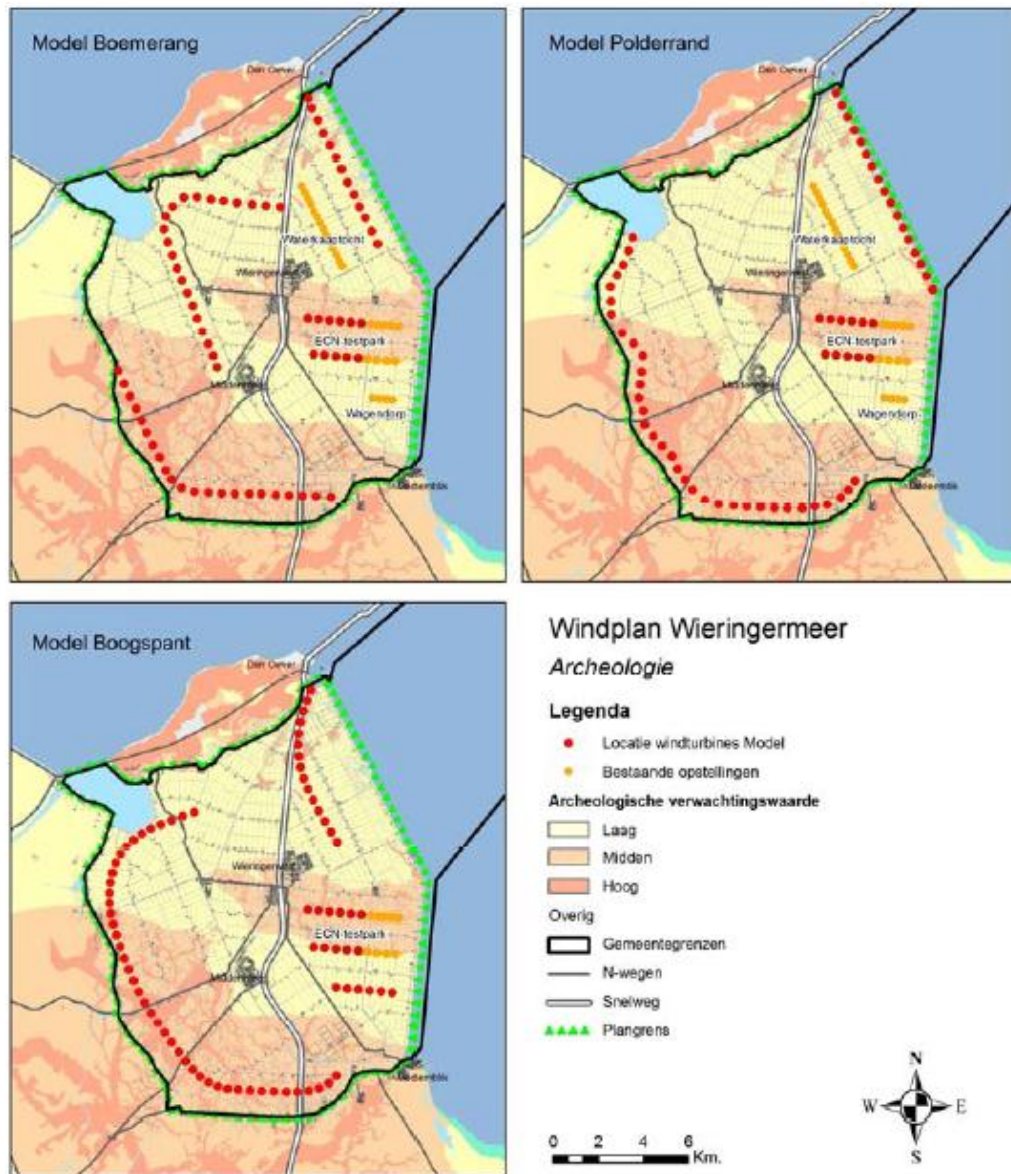 Model Boemerang
Den Oever
Waterkaaptocht
Wieringerwerf
ECN-testpark
Middenmeer
Wagendorp
Medemblik
Model Polderrand
Den Oever
Waterkaaptocht
Wieringerwerf
ECN-testpark
Middenmeer
Wagendorp
Medemblik
Model Boogspant
Den Oever
Wieringerwerf
ECN-testpark
Middenmeer
Medemblik
Windplan Wieringermeer
Archeologie
Legenda
Locatie windturbines Model
Bestaande opstellingen
Archeologische verwachtingswaarde
Laag
Midden
Hoog
Overig
Gemeentegrenzen
N-wegen
Snelweg
Plangrens
N
W E
S
0 2 4 6
Km.